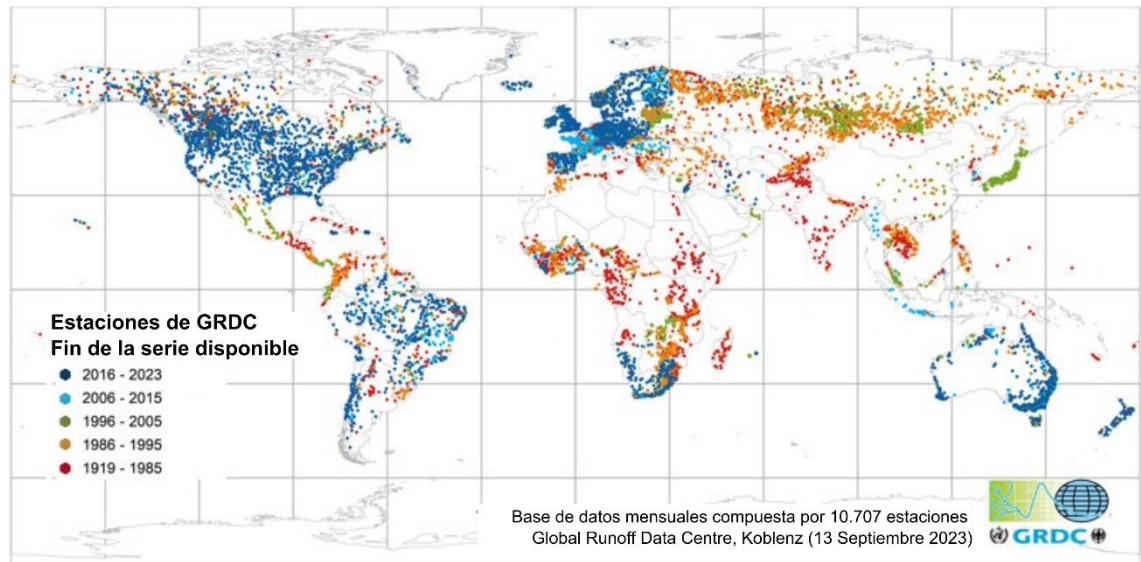 Estaciones de GRDC
Fin de la serie disponible
2016 - 2023
2006 - 2015
1996 - 2005
1986 - 1995
1919 - 1985
Base de datos mensuales compuesta por 10.707 estaciones
Global Runoff Data Centre, Koblenz (13 Septiembre 2023)
GRDC